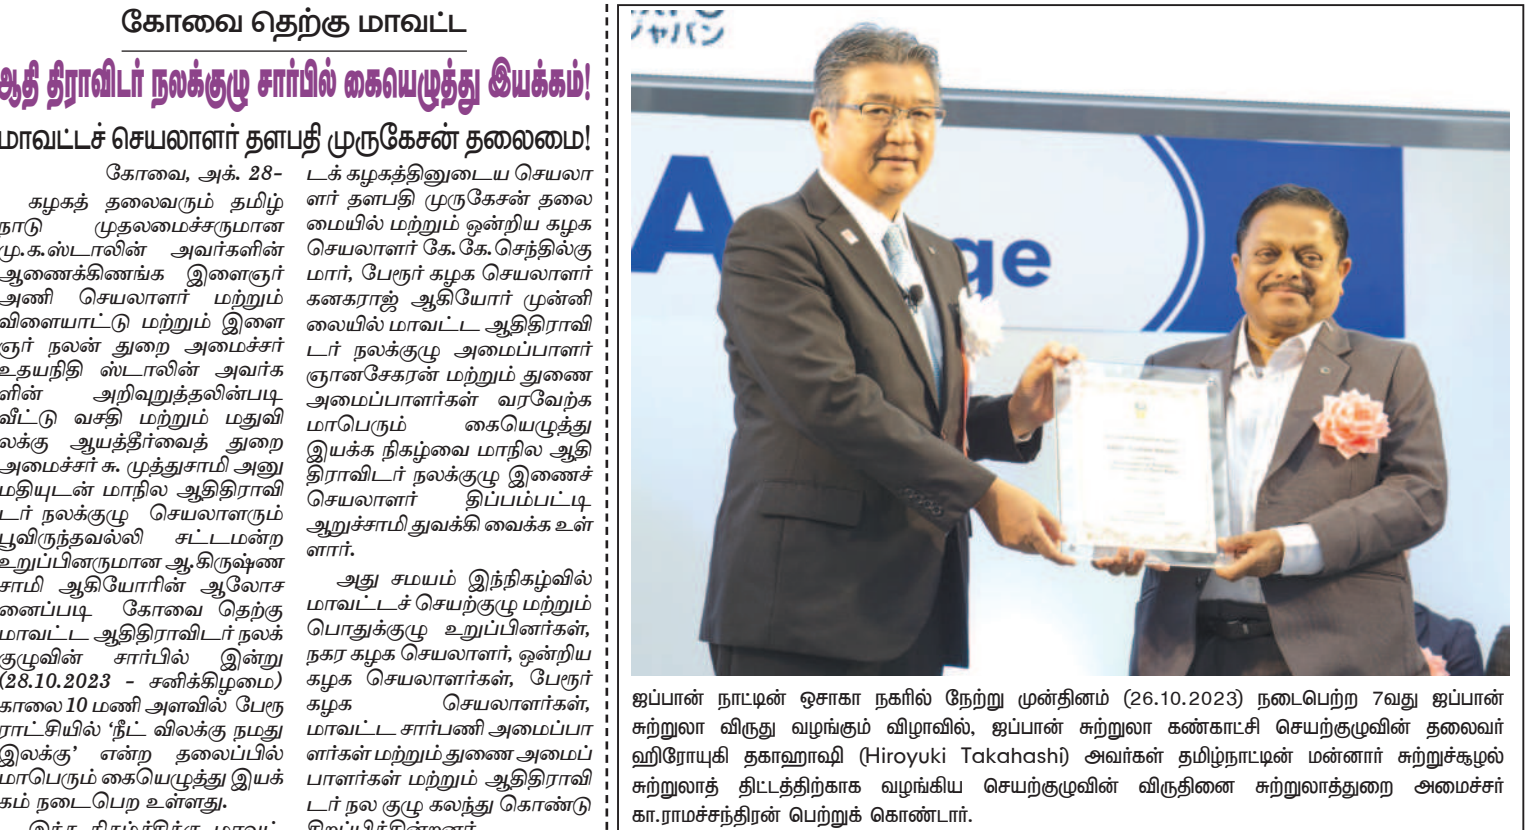 கோவை தெற்கு மாவட்ட
ஆதி திராவிடர் நலக்குழு சார்பில் கையெழுத்து இயக்கம்!
மாவட்டச் செயலாளர் தளபதி முருகேசன் தலைமை!
கோவை, அக். 28-
கழகத் தலைவரும் தமிழ்
நாடு முதலமைச்சருமான
மு.க.ஸ்டாலின் அவர்களின்
ஆணைக்கிணங்க இளைஞர்
அணி செயலாளர் மற்றும்
விளையாட்டு மற்றும் இளை
ஞர் நலன் துறை அமைச்சர்
உதயநிதி ஸ்டாலின் அவர்க
ளின் அறிவுறுத்தலின்படி
வீட்டு வசதி மற்றும் மதுவி
லக்கு ஆயத்தீர்வைத் துறை
அமைச்சர் சு. முத்துசாமி அனு
மதியுடன் மாநில ஆதிதிராவி
டர் நலக்குழு செயலாளரும்
பூவிருந்தவல்லி சட்டமன்ற
உறுப்பினருமான ஆ.கிருஷ்ண
சாமி ஆகியோரின் ஆலோச
னைப்படி கோவை தெற்கு
மாவட்ட ஆதிதிராவிடர் நலக்
குழுவின் சார்பில் இன்று
(28.10.2023 - சனிக்கிழமை)
காலை 10 மணி அளவில் பேரூ
ராட்சியில் ‘நீட் விலக்கு நமது
இலக்கு’ என்ற தலைப்பில்
மாபெரும் கையெழுத்து இயக்
கம் நடைபெற உள்ளது.
டக் கழகத்தினுடைய செயலா
ளர் தளபதி முருகேசன் தலை
மையில் மற்றும் ஒன்றிய கழக
செயலாளர் கே.கே.செந்தில்கு
மார், பேரூர் கழக செயலாளர்
கனகராஜ் ஆகியோர் முன்னி
லையில் மாவட்ட ஆதிதிராவி
டர் நலக்குழு அமைப்பாளர்
ஞானசேகரன் மற்றும் துணை
அமைப்பாளர்கள் வரவேற்க
மாபெரும் கையெழுத்து
இயக்க நிகழ்வை மாநில ஆதி
திராவிடர் நலக்குழு இணைச்
செயலாளர் திப்பம்பட்டி
ஆறுச்சாமி துவக்கி வைக்க உள்
ளார்.
அது சமயம் இந்நிகழ்வில்
மாவட்டச் செயற்குழு மற்றும்
பொதுக்குழு உறுப்பினர்கள்,
நகர கழக செயலாளர், ஒன்றிய
கழக செயலாளர்கள், பேரூர்
கழக செயலாளர்கள்,
மாவட்ட சார்பணி அமைப்பா
ளர்கள் மற்றும் துணை அமைப்
பாளர்கள் மற்றும் ஆதிதிராவி
டர் நல குழு கலந்து கொண்டு
ジャパン
A
ge
ஜப்பான் நாட்டின் ஒசாகா நகரில் நேற்று முன்தினம் (26.10.2023) நடைபெற்ற 7வது ஜப்பான்
சுற்றுலா விருது வழங்கும் விழாவில், ஜப்பான் சுற்றுலா கண்காட்சி செயற்குழுவின் தலைவர்
ஹிரோயுகி தகாஹாஷி (Hiroyuki Takahashi) அவர்கள் தமிழ்நாட்டின் மன்னார் சுற்றுச்சூழல்
சுற்றுலாத் திட்டத்திற்காக வழங்கிய செயற்குழுவின் விருதினை சுற்றுலாத்துறை அமைச்சர்
கா.ராமச்சந்திரன் பெற்றுக் கொண்டார்.